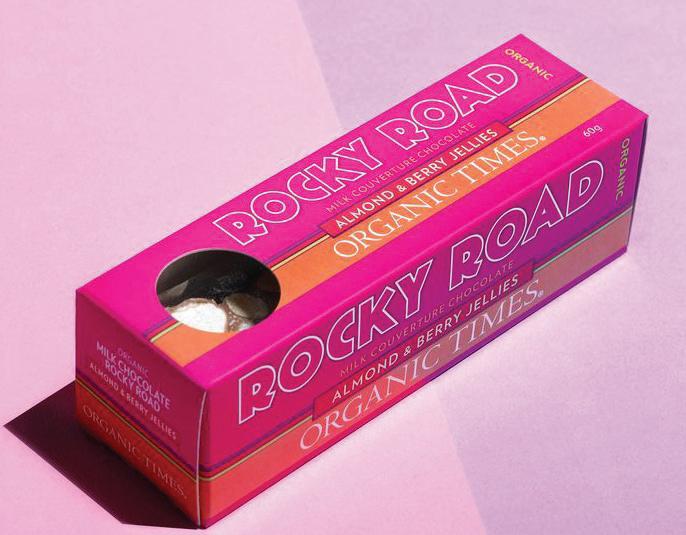 ROCKY ROAD
ORGANIC
MILK COUVERTURE CHOCOLATE
ALMOND & BERRY JELLIES
ORGANIC TIMES®
60g
ROCKY ROAD
ORGANIC
MILK COUVERTURE CHOCOLATE
ALMOND & BERRY JELLIES
ORGANIC TIMES®
ORGANIC
MILK CHOCOLATE
ROCKY ROAD
ALMOND & BERRY JELLIES
ORGANIC TIMES®